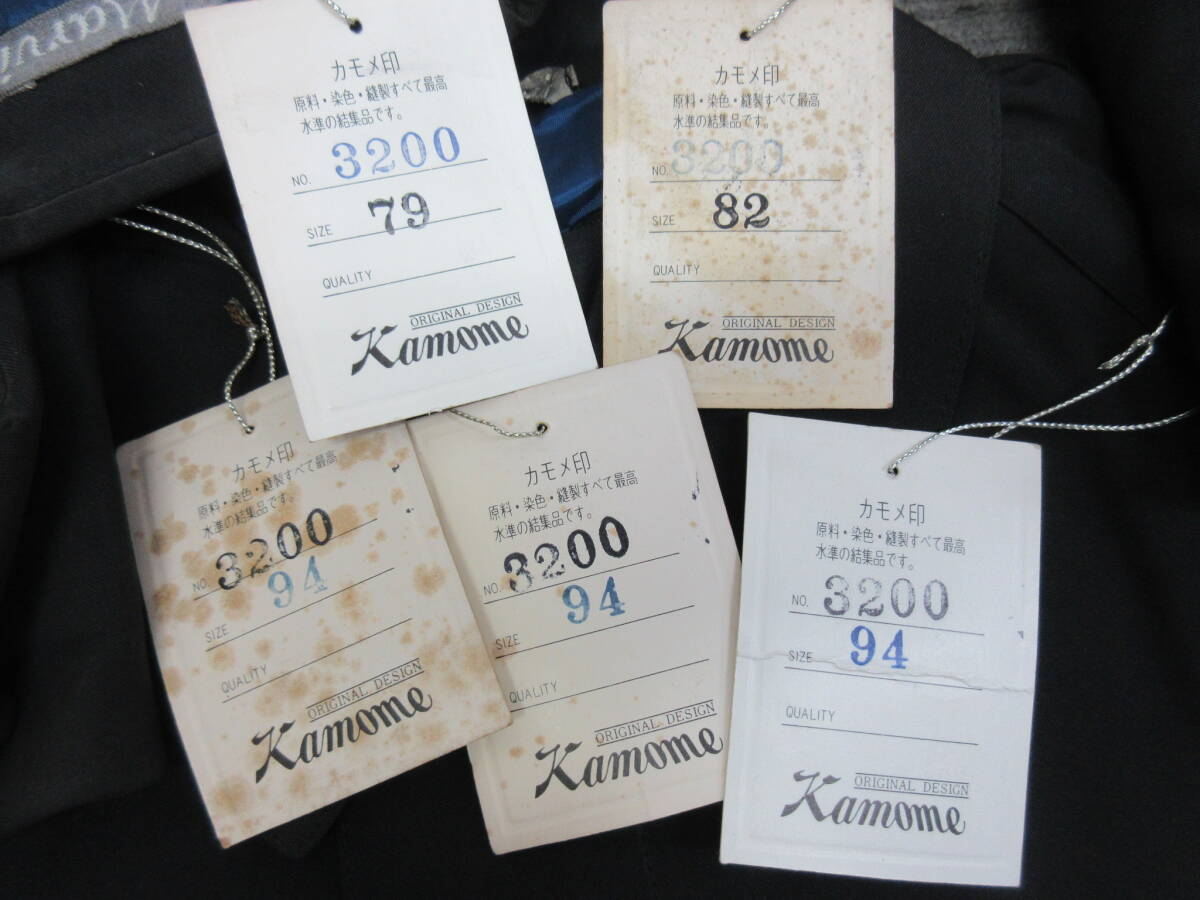 カモメ印
原料・染色・縫製すべて最高
水準の結集品です。
NO. 3200
SIZE 79
QUALITY
ORIGINAL DESIGN
Kamome
カモメ印
原料・染色・縫製すべて最高
水準の結集品です。
NO. 3200
SIZE 82
QUALITY
ORIGINAL DESIGN
Kamome
カモメ印
原料・染色・縫製すべて最高
水準の結集品です。
NO. 3200
SIZE 94
QUALITY
ORIGINAL DESIGN
Kamome
カモメ印
原料・染色・縫製すべて最高
水準の結集品です。
NO. 3200
SIZE 94
QUALITY
ORIGINAL DESIGN
Kamome
カモメ印
原料・染色・縫製すべて最高
水準の結集品です。
NO. 3200
SIZE 94
QUALITY
ORIGINAL DESIGN
Kamome